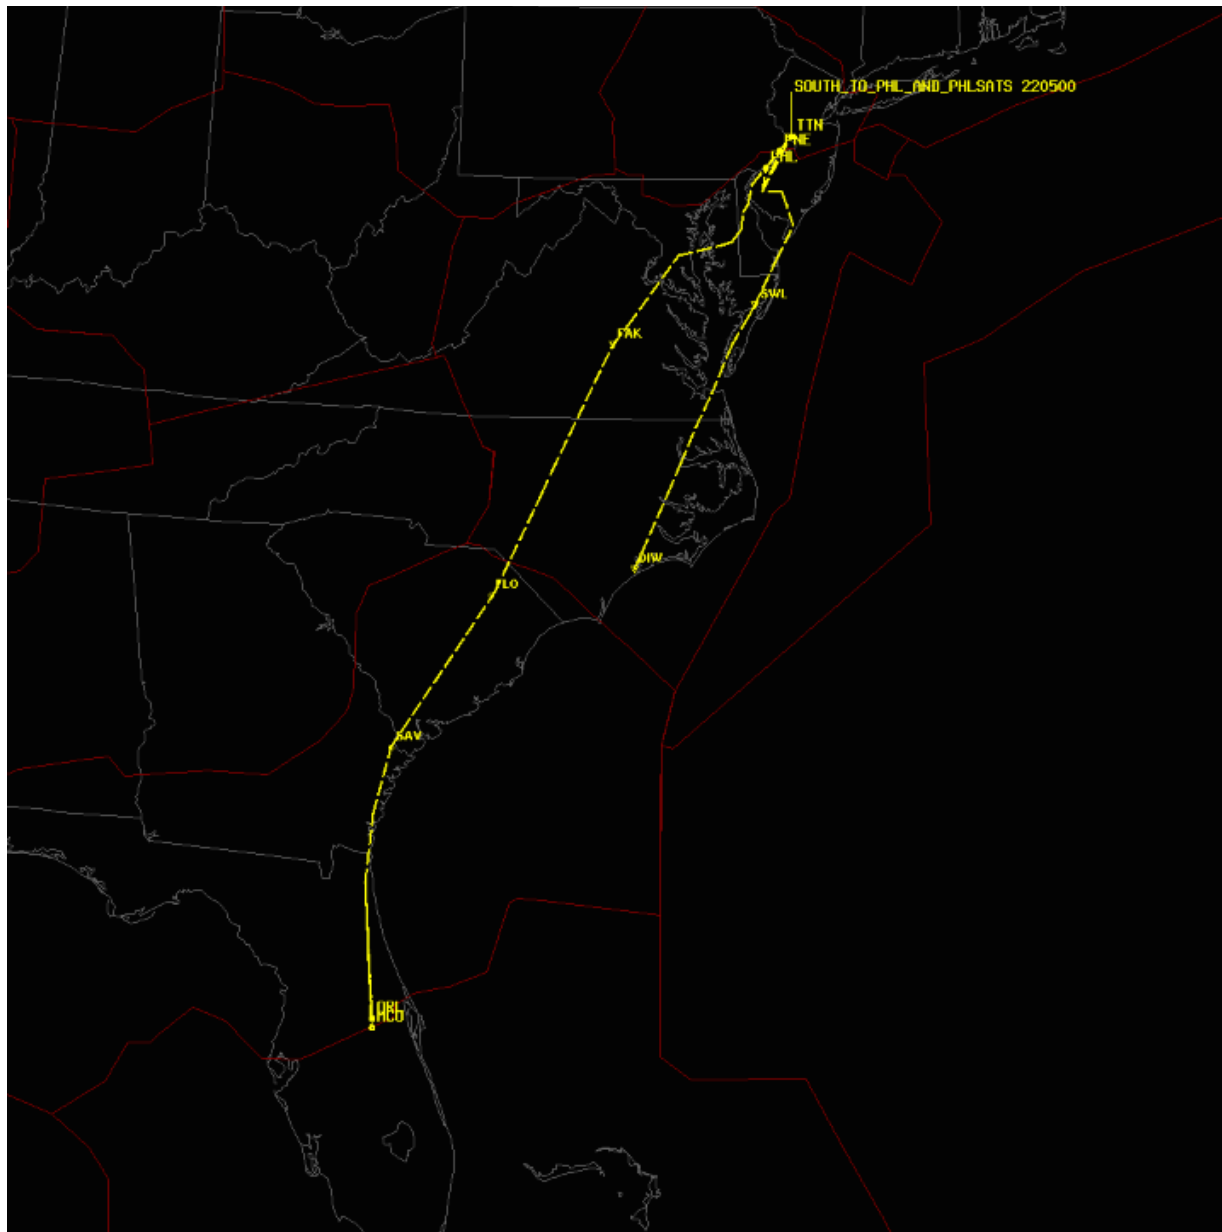 SOUTH_TO_PHL_AND_PHLSATS 220500
TTN
PNE
PHL
SWL
FAK
DIW
FLO
SAV
ORL
MCO